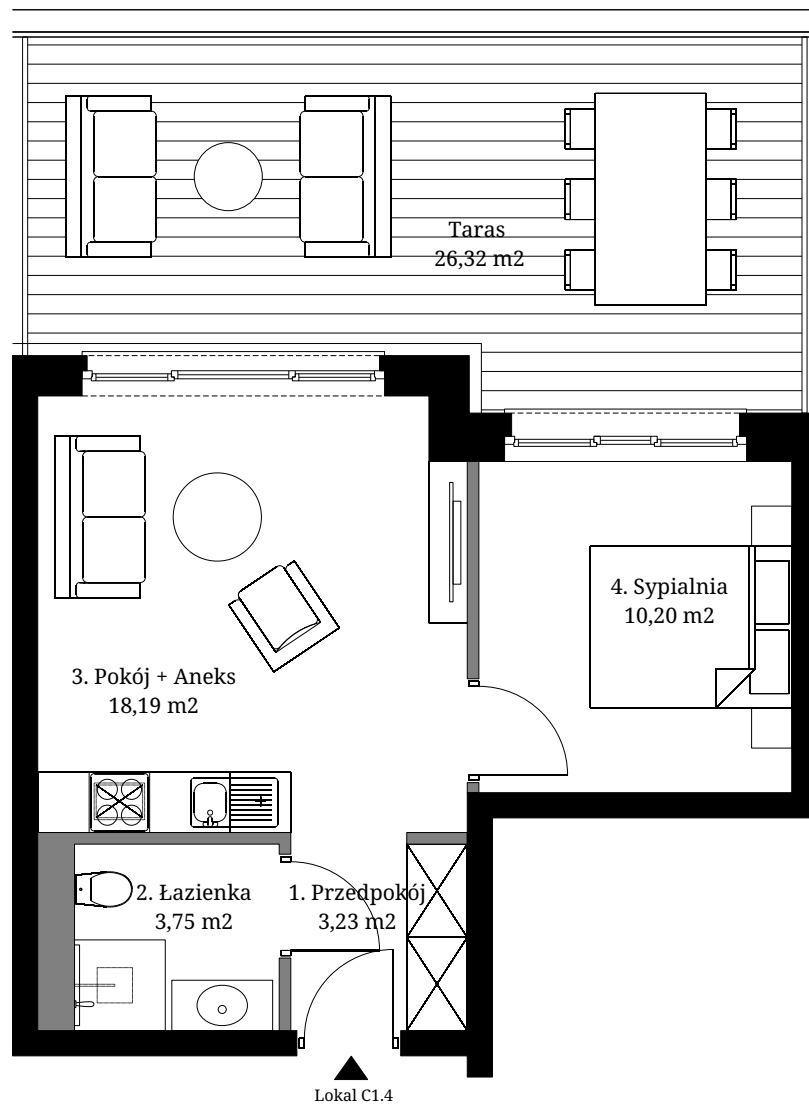 Taras
26,32 m2
4. Sypialnia
10,20 m2
3. Pokój + Aneks
18,19 m2
2. Łazienka
3,75 m2
1. Przedpokój
3,23 m2
Lokal C1.4